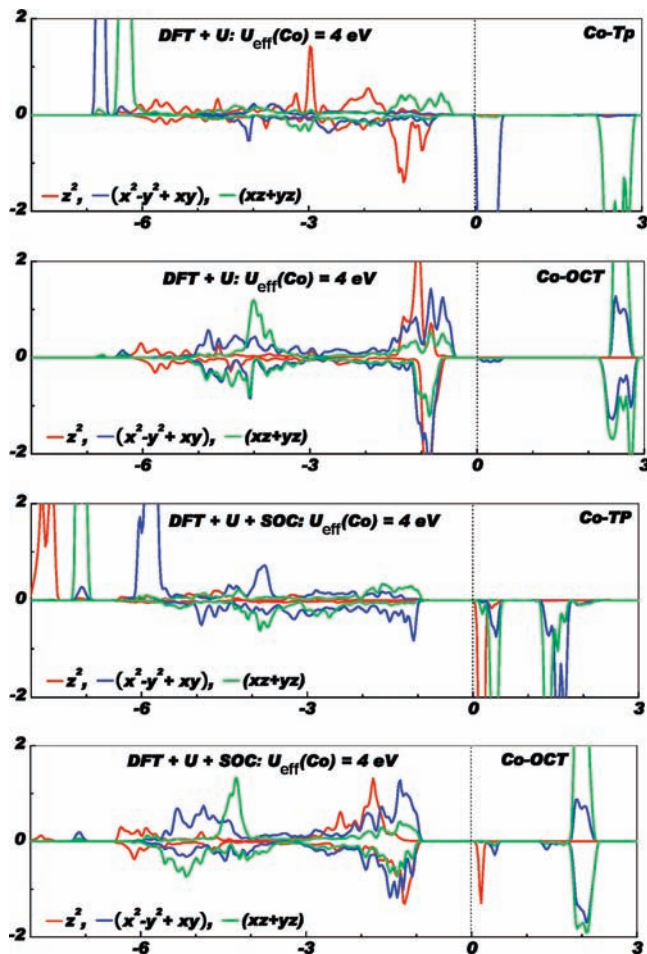 2
DFT + U: U_eff(Co) = 4 eV
Co-Tp
0
z², (x²-y²+ xy), (xz+yz)
-2
-6 -3 0 3
2
DFT + U: U_eff(Co) = 4 eV
Co-OCT
0
z², (x²-y²+ xy), (xz+yz)
-2
-6 -3 0 3
2
DFT + U + SOC: U_eff(Co) = 4 eV
Co-TP
0
z², (x²-y²+ xy), (xz+yz)
-2
-6 -3 0 3
2
DFT + U + SOC: U_eff(Co) = 4 eV
Co-OCT
0
z², (x²-y²+ xy), (xz+yz)
-2
-6 -3 0 3